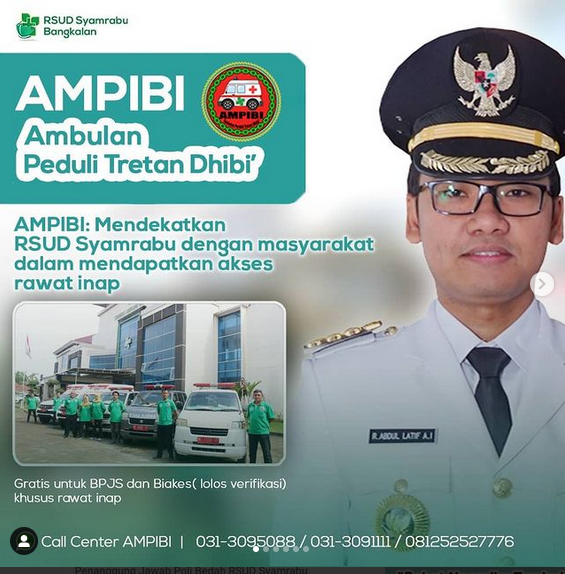 RSUD Syamrabu
Bangkalan
AMPIBI
AMPIBI
Ambulan
Peduli Tretan Dhibi'
AMPIBI: Mendekatkan
RSUD Syamrabu dengan masyarakat
dalam mendapatkan akses
rawat inap
R.ABDUL LATIF A.I
Gratis untuk BPJS dan Biakes( lolos verifikasi)
khusus rawat inap
Call Center AMPIBI | 031-3095088 / 031-3091111 / 081252527776
Penanggung Jawab Poli Bedah RSUD Syamrabu